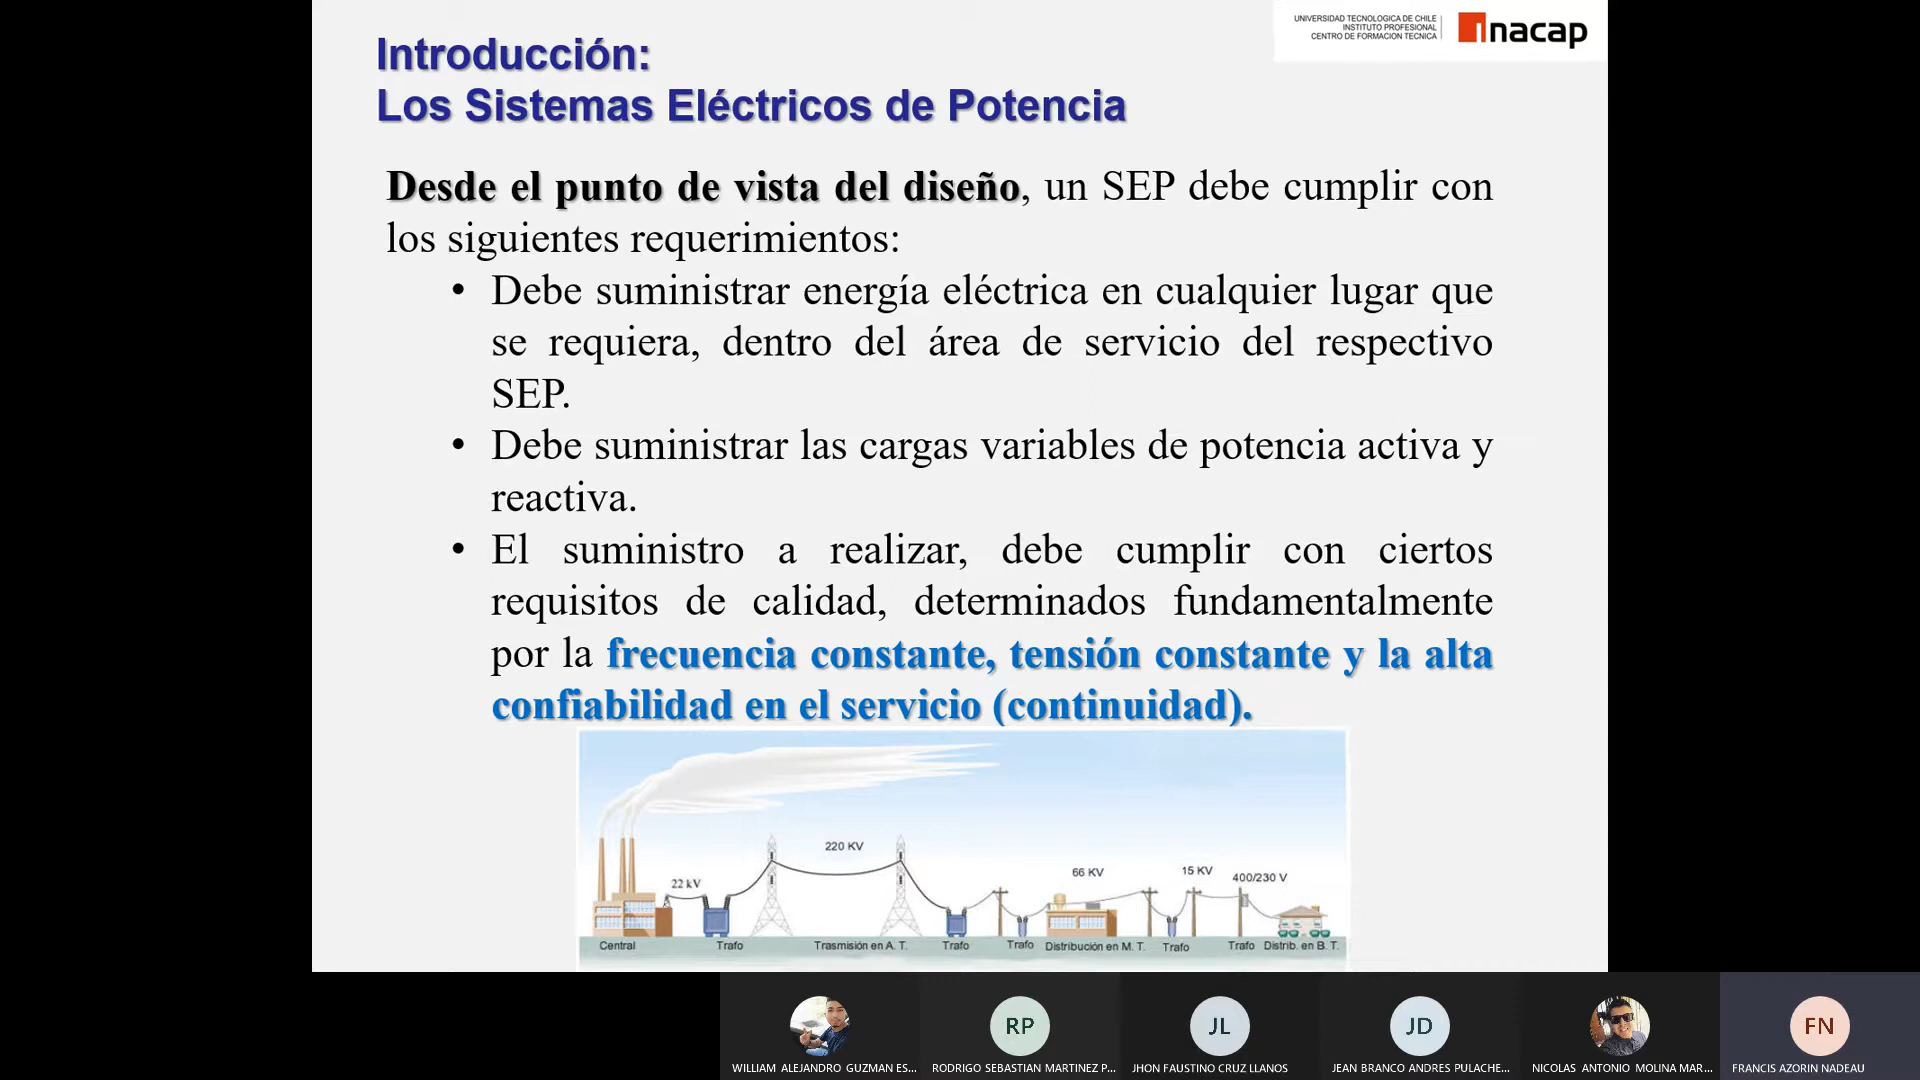 UNIVERSIDAD TECNOLOGICA DE CHILE
INSTITUTO PROFESIONAL
CENTRO DE FORMACION TECNICA
inacap
Introducción:
Los Sistemas Eléctricos de Potencia
Desde el punto de vista del diseño, un SEP debe cumplir con
los siguientes requerimientos:
• Debe suministrar energía eléctrica en cualquier lugar que
se requiera, dentro del área de servicio del respectivo
SEP.
• Debe suministrar las cargas variables de potencia activa y
reactiva.
• El suministro a realizar, debe cumplir con ciertos
requisitos de calidad, determinados fundamentalmente
por la frecuencia constante, tensión constante y la alta
confiabilidad en el servicio (continuidad).
22 kV
220 KV
66 KV
15 KV
400/230 V
Central
Trafo
Trasmisión en A. T.
Trafo
Trafo
Distribución en M. T.
Trafo
Trafo
Distrib. en B. T.
RP
JL
JD
FN
WILLIAM ALEJANDRO GUZMAN ES...
RODRIGO SEBASTIAN MARTINEZ P...
JHON FAUSTINO CRUZ LLANOS
JEAN BRANCO ANDRES PULACHE...
NICOLAS ANTONIO MOLINA MAR...
FRANCIS AZORIN NADEAU